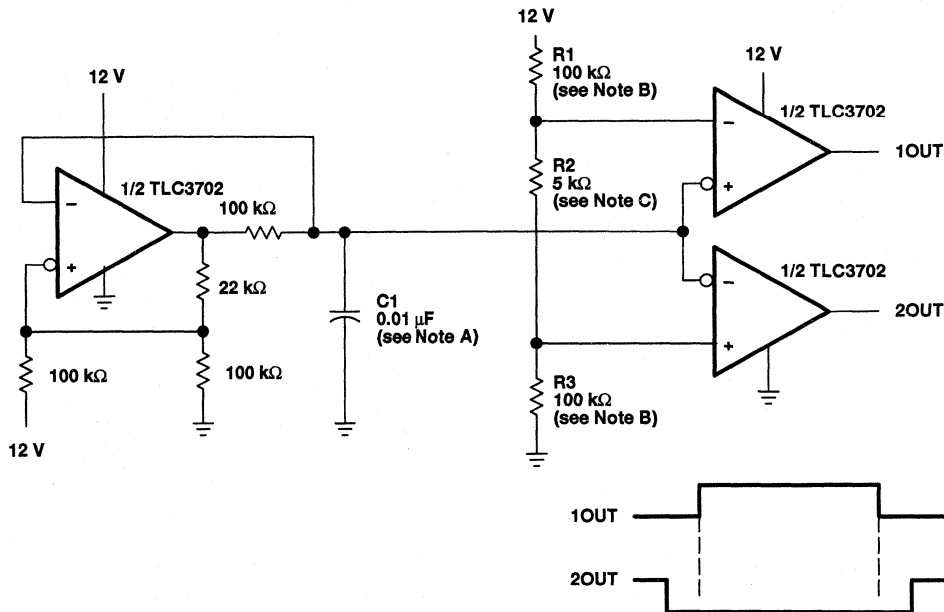 12 V
12 V
R1
100 kΩ
(see Note B)
12 V
1/2 TLC3702
−
+
1OUT
R2
5 kΩ
(see Note C)
1/2 TLC3702
−
+
100 kΩ
22 kΩ
C1
0.01 μF
(see Note A)
1/2 TLC3702
−
+
2OUT
100 kΩ
100 kΩ
12 V
R3
100 kΩ
(see Note B)
1OUT
2OUT